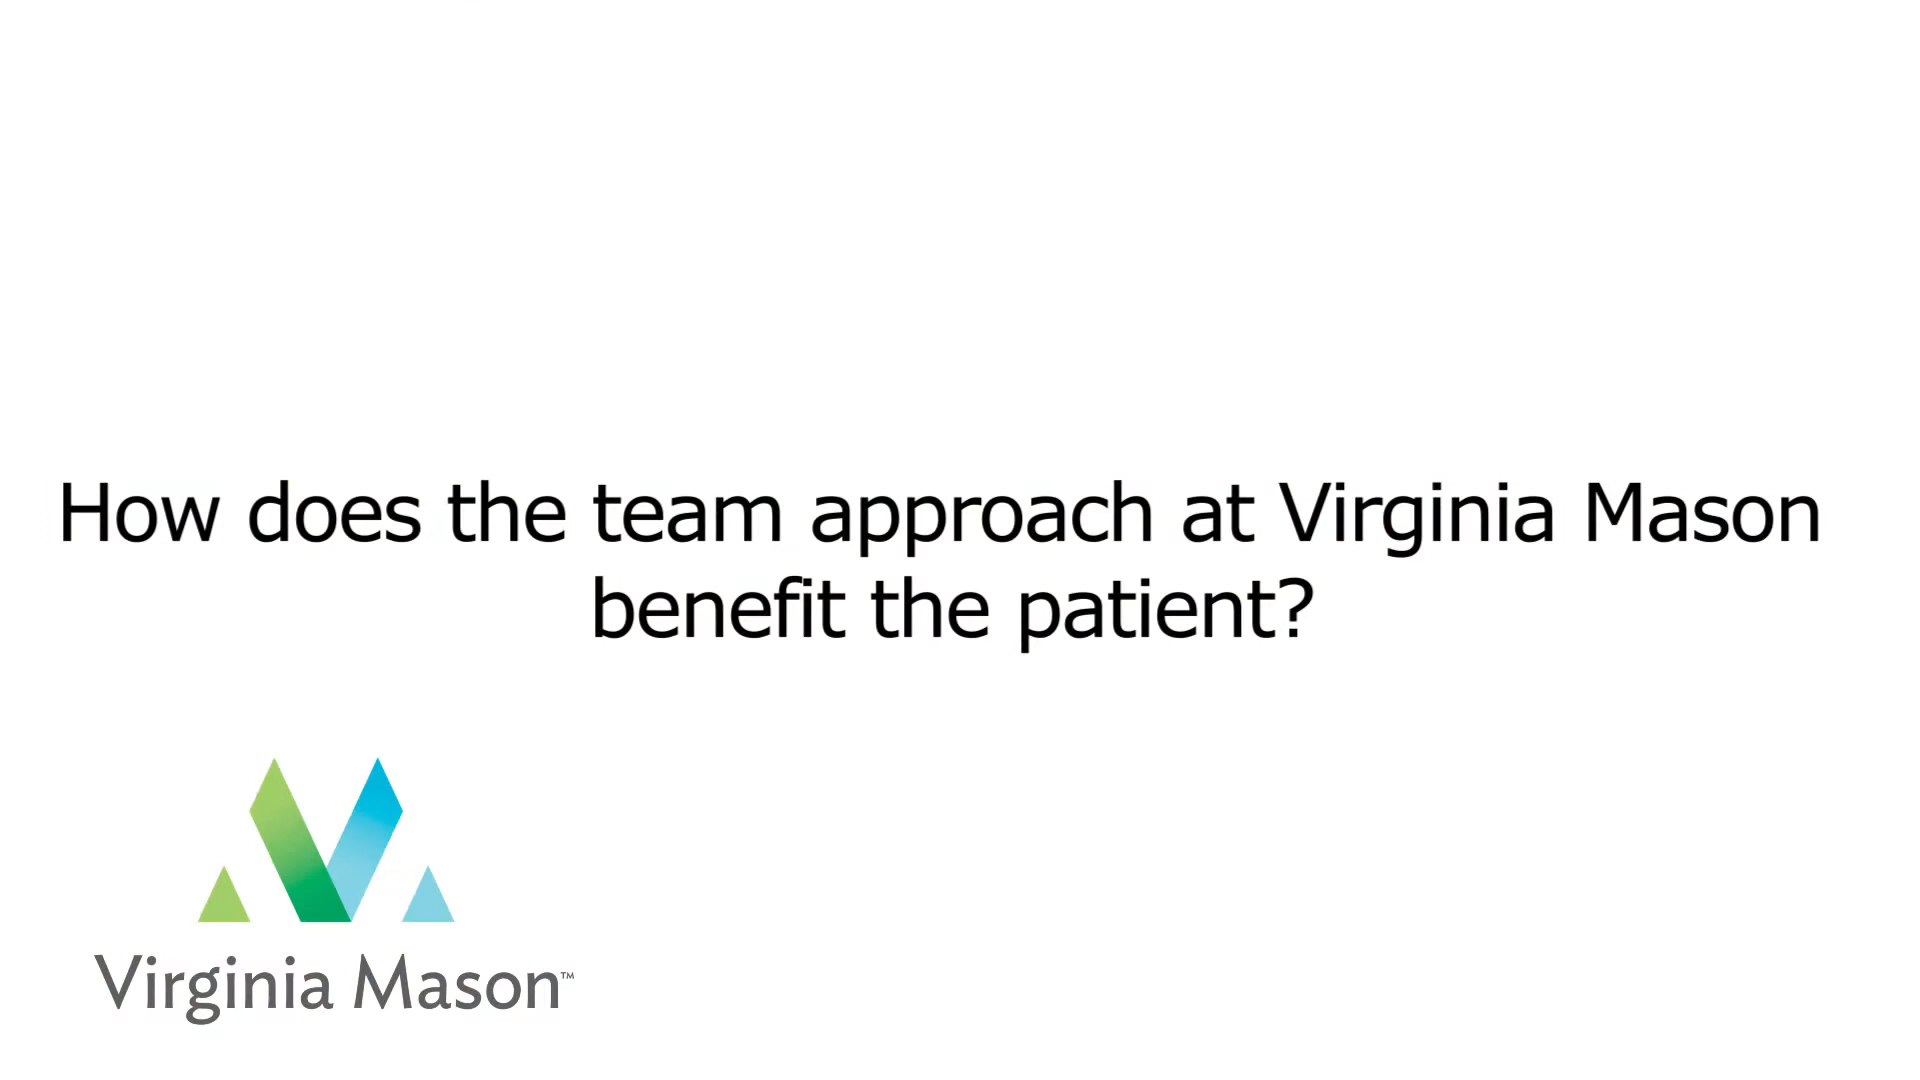 How does the team approach at Virginia Mason
benefit the patient?
Virginia Mason™